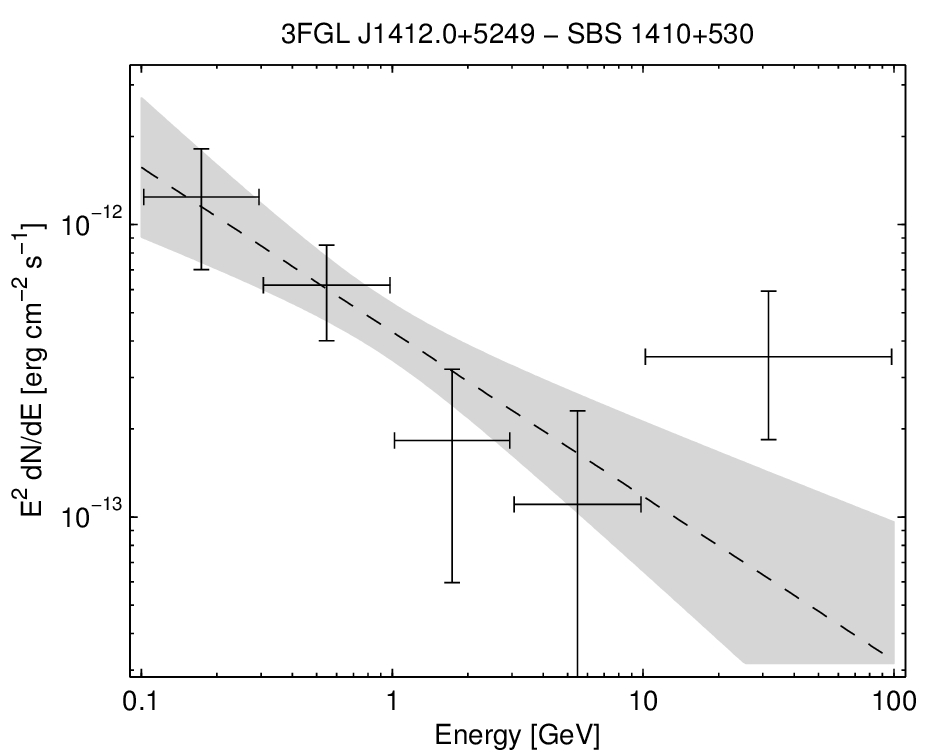 3FGL J1412.0+5249 − SBS 1410+530
E² dN/dE [erg cm⁻² s⁻¹]
10⁻¹²
10⁻¹³
0.1 1 10 100
Energy [GeV]